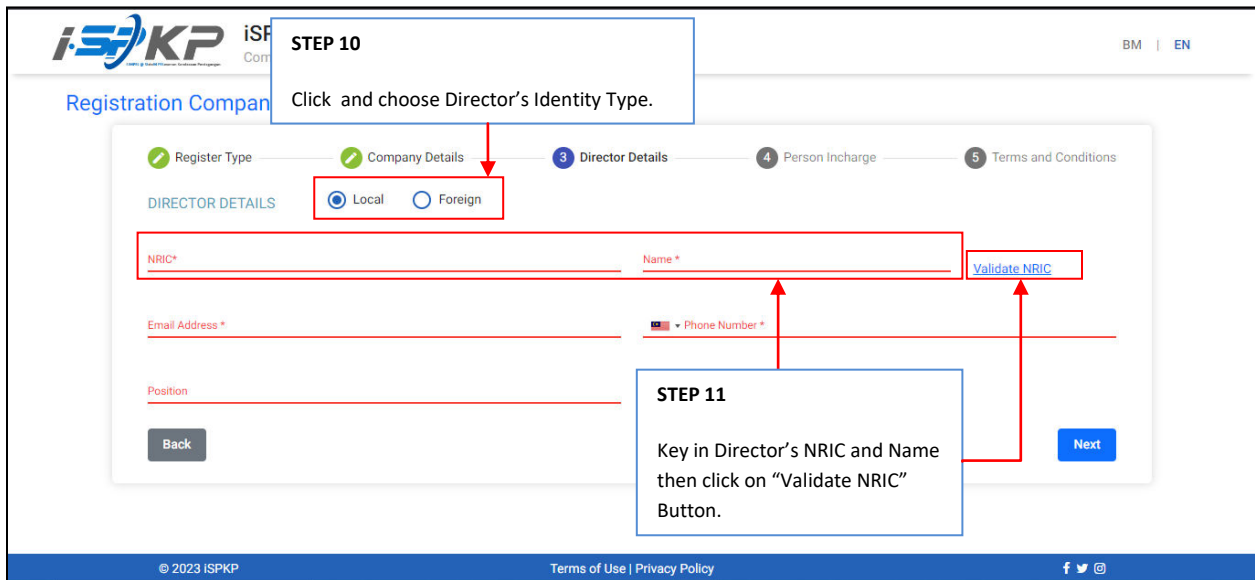 iSPKP
iSP
Com
BM | EN
STEP 10
Click and choose Director's Identity Type.
Registration Compan
Register Type
Company Details
3 Director Details
4 Person Incharge
5 Terms and Conditions
DIRECTOR DETAILS
Local
Foreign
NRIC*
Name *
Validate NRIC
Email Address *
Phone Number *
Position
STEP 11
Key in Director's NRIC and Name
then click on “Validate NRIC”
Button.
Back
Next
© 2023 iSPKP
Terms of Use | Privacy Policy